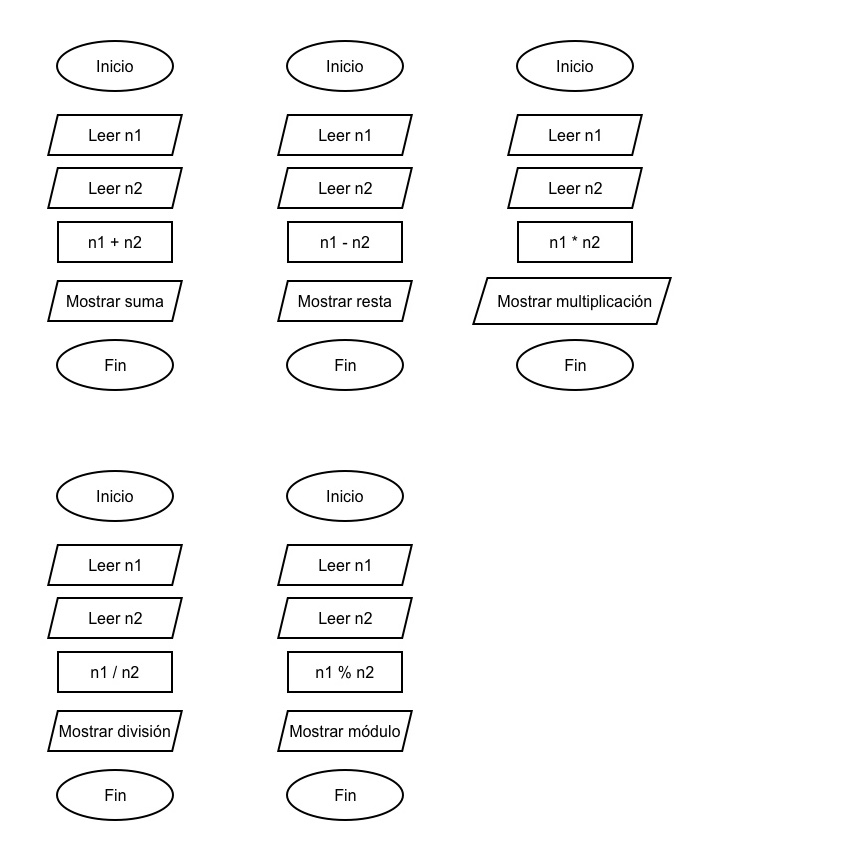 Inicio
Leer n1
Leer n2
n1 + n2
Mostrar suma
Fin
Inicio
Leer n1
Leer n2
n1 - n2
Mostrar resta
Fin
Inicio
Leer n1
Leer n2
n1 * n2
Mostrar multiplicación
Fin
Inicio
Leer n1
Leer n2
n1 / n2
Mostrar división
Fin
Inicio
Leer n1
Leer n2
n1 % n2
Mostrar módulo
Fin